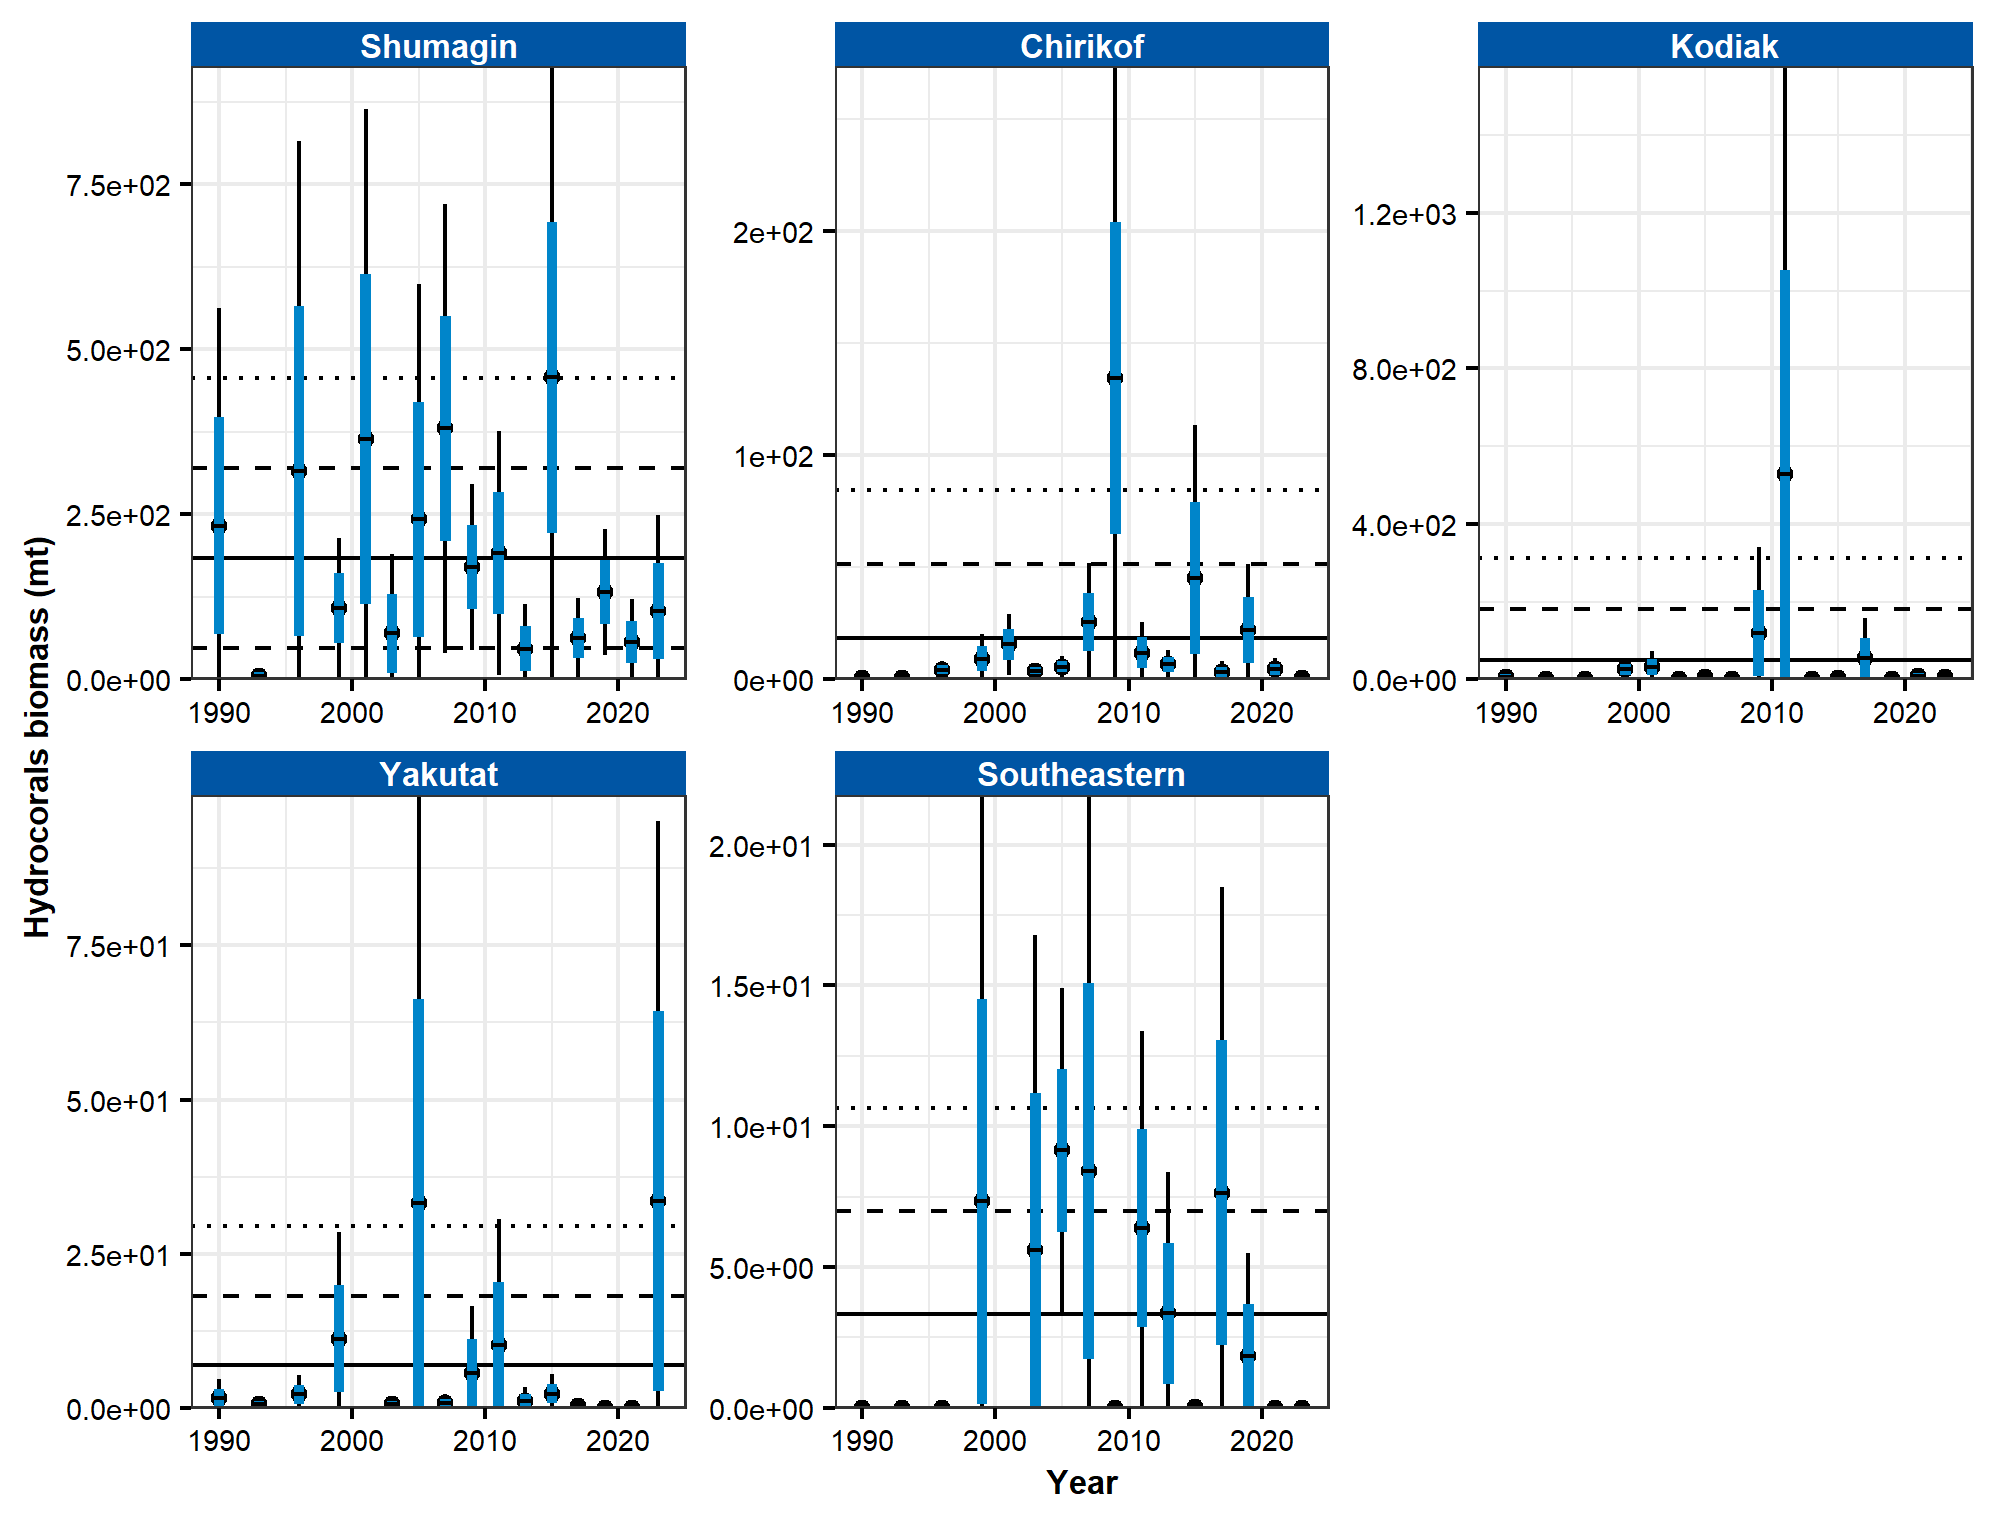 Shumagin
Chirikof
Kodiak
7.5e+02
5.0e+02
2.5e+02
0.0e+00
2e+02
1e+02
0e+00
1.2e+03
8.0e+02
4.0e+02
0.0e+00
1990 2000 2010 2020
1990 2000 2010 2020
1990 2000 2010 2020
Hydrocorals biomass (mt)
Yakutat
Southeastern
7.5e+01
5.0e+01
2.5e+01
0.0e+00
2.0e+01
1.5e+01
1.0e+01
5.0e+00
0.0e+00
1990 2000 2010 2020
1990 2000 2010 2020
Year